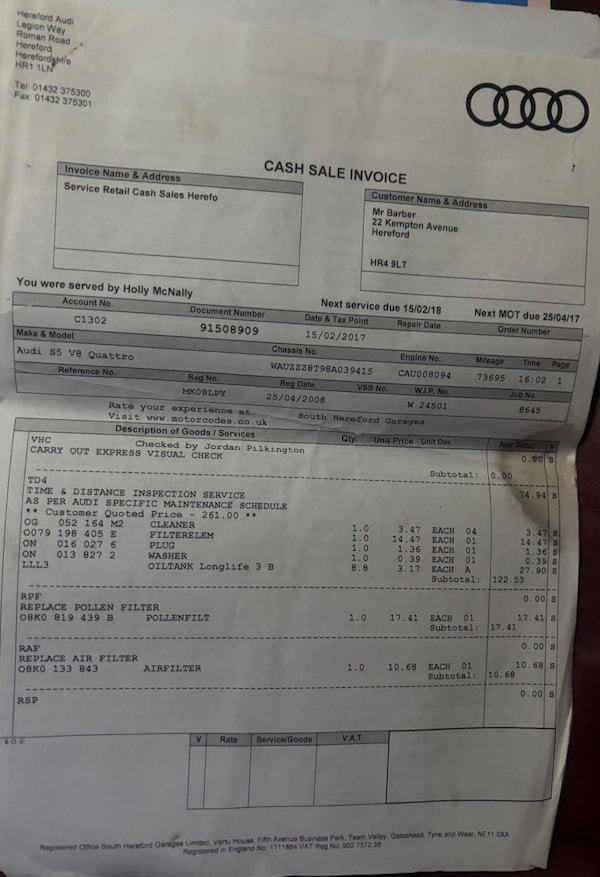 Hereford Audi
Legion Way
Roman Road
Hereford
Herefordshire
HR1 1LN
Tel 01432 375300
Fax 01432 375301
CASH SALE INVOICE
Invoice Name & Address
Service Retail Cash Sales Herefo
Customer Name & Address
Mr Barber
22 Kempton Avenue
Hereford
HR4 9LT
You were served by Holly McNally
Next service due 15/02/18 Next MOT due 25/04/17
Account No. Document Number Date & Tax Point Repair Date Order Number
C1302 91508909 15/02/2017
Make & Model Chassis No. Engine No. Mileage Time Page
Audi S5 V8 Quattro WAUZZZ8T98A039415 CAU008094 73695 16:02 1
Reference No. Reg No. Reg Date. VSB No. W.I.P. No. Job No.
MK08LPY 25/04/2008 W 24501 8645
Rate your experience at South Hereford Garages
Visit www.motorcodes.co.uk
Description of Goods / Services Qty. Unit Price Unit Des. Net Total V
VHC Checked by Jordan Pilkington 0.00 S
CARRY OUT EXPRESS VISUAL CHECK
Subtotal: 0.00
TD4 74.94 S
TIME & DISTANCE INSPECTION SERVICE
AS PER AUDI SPECIFIC MAINTENANCE SCHEDULE
** Customer Quoted Price - 261.00 **
OG 052 164 M2 CLEANER 1.0 3.47 EACH 04 3.47 S
O079 198 405 E FILTERELEM 1.0 14.47 EACH 01 14.47 S
ON 016 027 6 PLUG 1.0 1.36 EACH 01 1.36 S
ON 013 827 2 WASHER 1.0 0.39 EACH 01 0.39 S
LLL3 OILTANK Longlife 3 B 8.8 3.17 EACH A 27.90 S
Subtotal: 122.53
RPF 0.00 S
REPLACE POLLEN FILTER
O8K0 819 439 B POLLENFILT 1.0 17.41 EACH 01 17.41 S
Subtotal: 17.41
RAF 0.00 S
REPLACE AIR FILTER
O8K0 133 843 AIRFILTER 1.0 10.68 EACH 01 10.68 S
Subtotal: 10.68
RSP 0.00 S
& O E
V Rate Service/Goods V.A.T.
Registered Office South Hereford Garages Limited, Vertu House, Fifth Avenue Business Park, Team Valley, Gateshead, Tyne and Wear, NE11 0XA
Registered in England No. 1111884 VAT Reg No. 902 7372 38